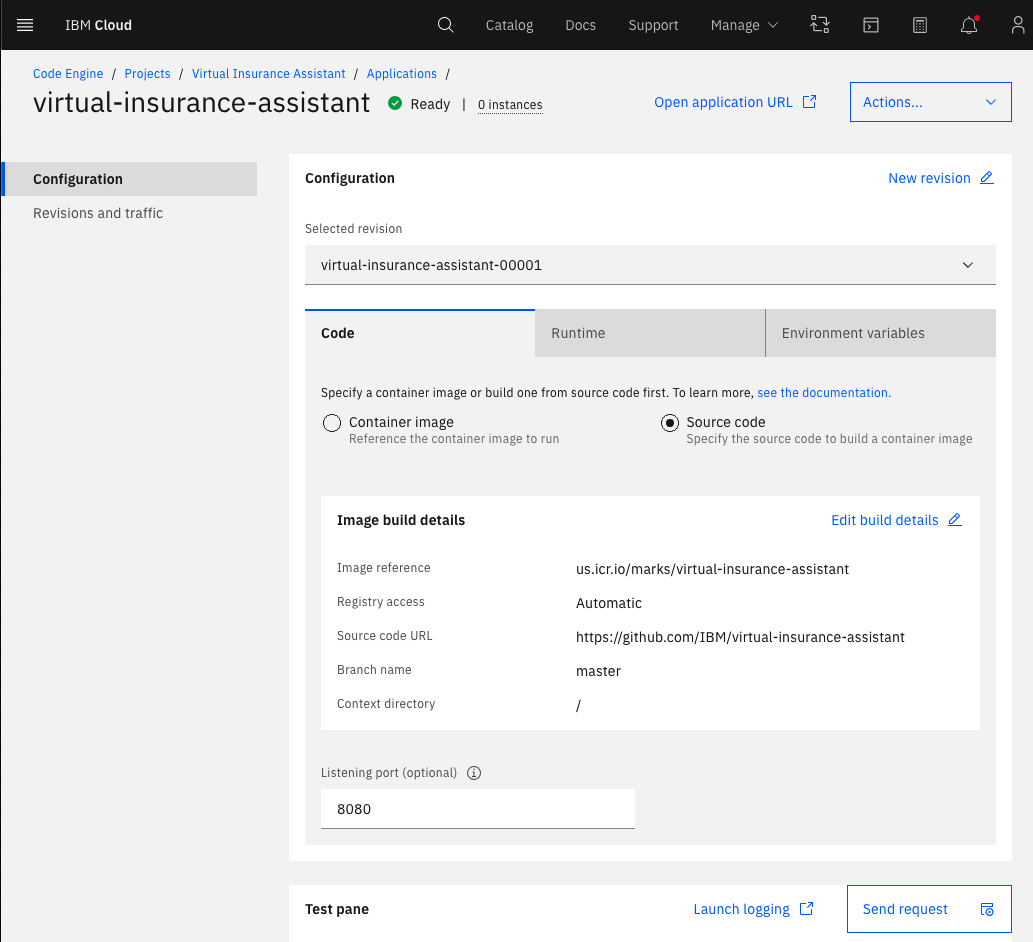 IBM Cloud Catalog Docs Support Manage
Code Engine / Projects / Virtual Insurance Assistant / Applications /
virtual-insurance-assistant Ready | 0 instances Open application URL Actions...
Configuration
Revisions and traffic
Configuration New revision
Selected revision
virtual-insurance-assistant-00001
Code Runtime Environment variables
Specify a container image or build one from source code first. To learn more, see the documentation.
Container image Source code
Reference the container image to run Specify the source code to build a container image
Image build details Edit build details
Image reference us.icr.io/marks/virtual-insurance-assistant
Registry access Automatic
Source code URL https://github.com/IBM/virtual-insurance-assistant
Branch name master
Context directory /
Listening port (optional)
8080
Test pane Launch logging Send request